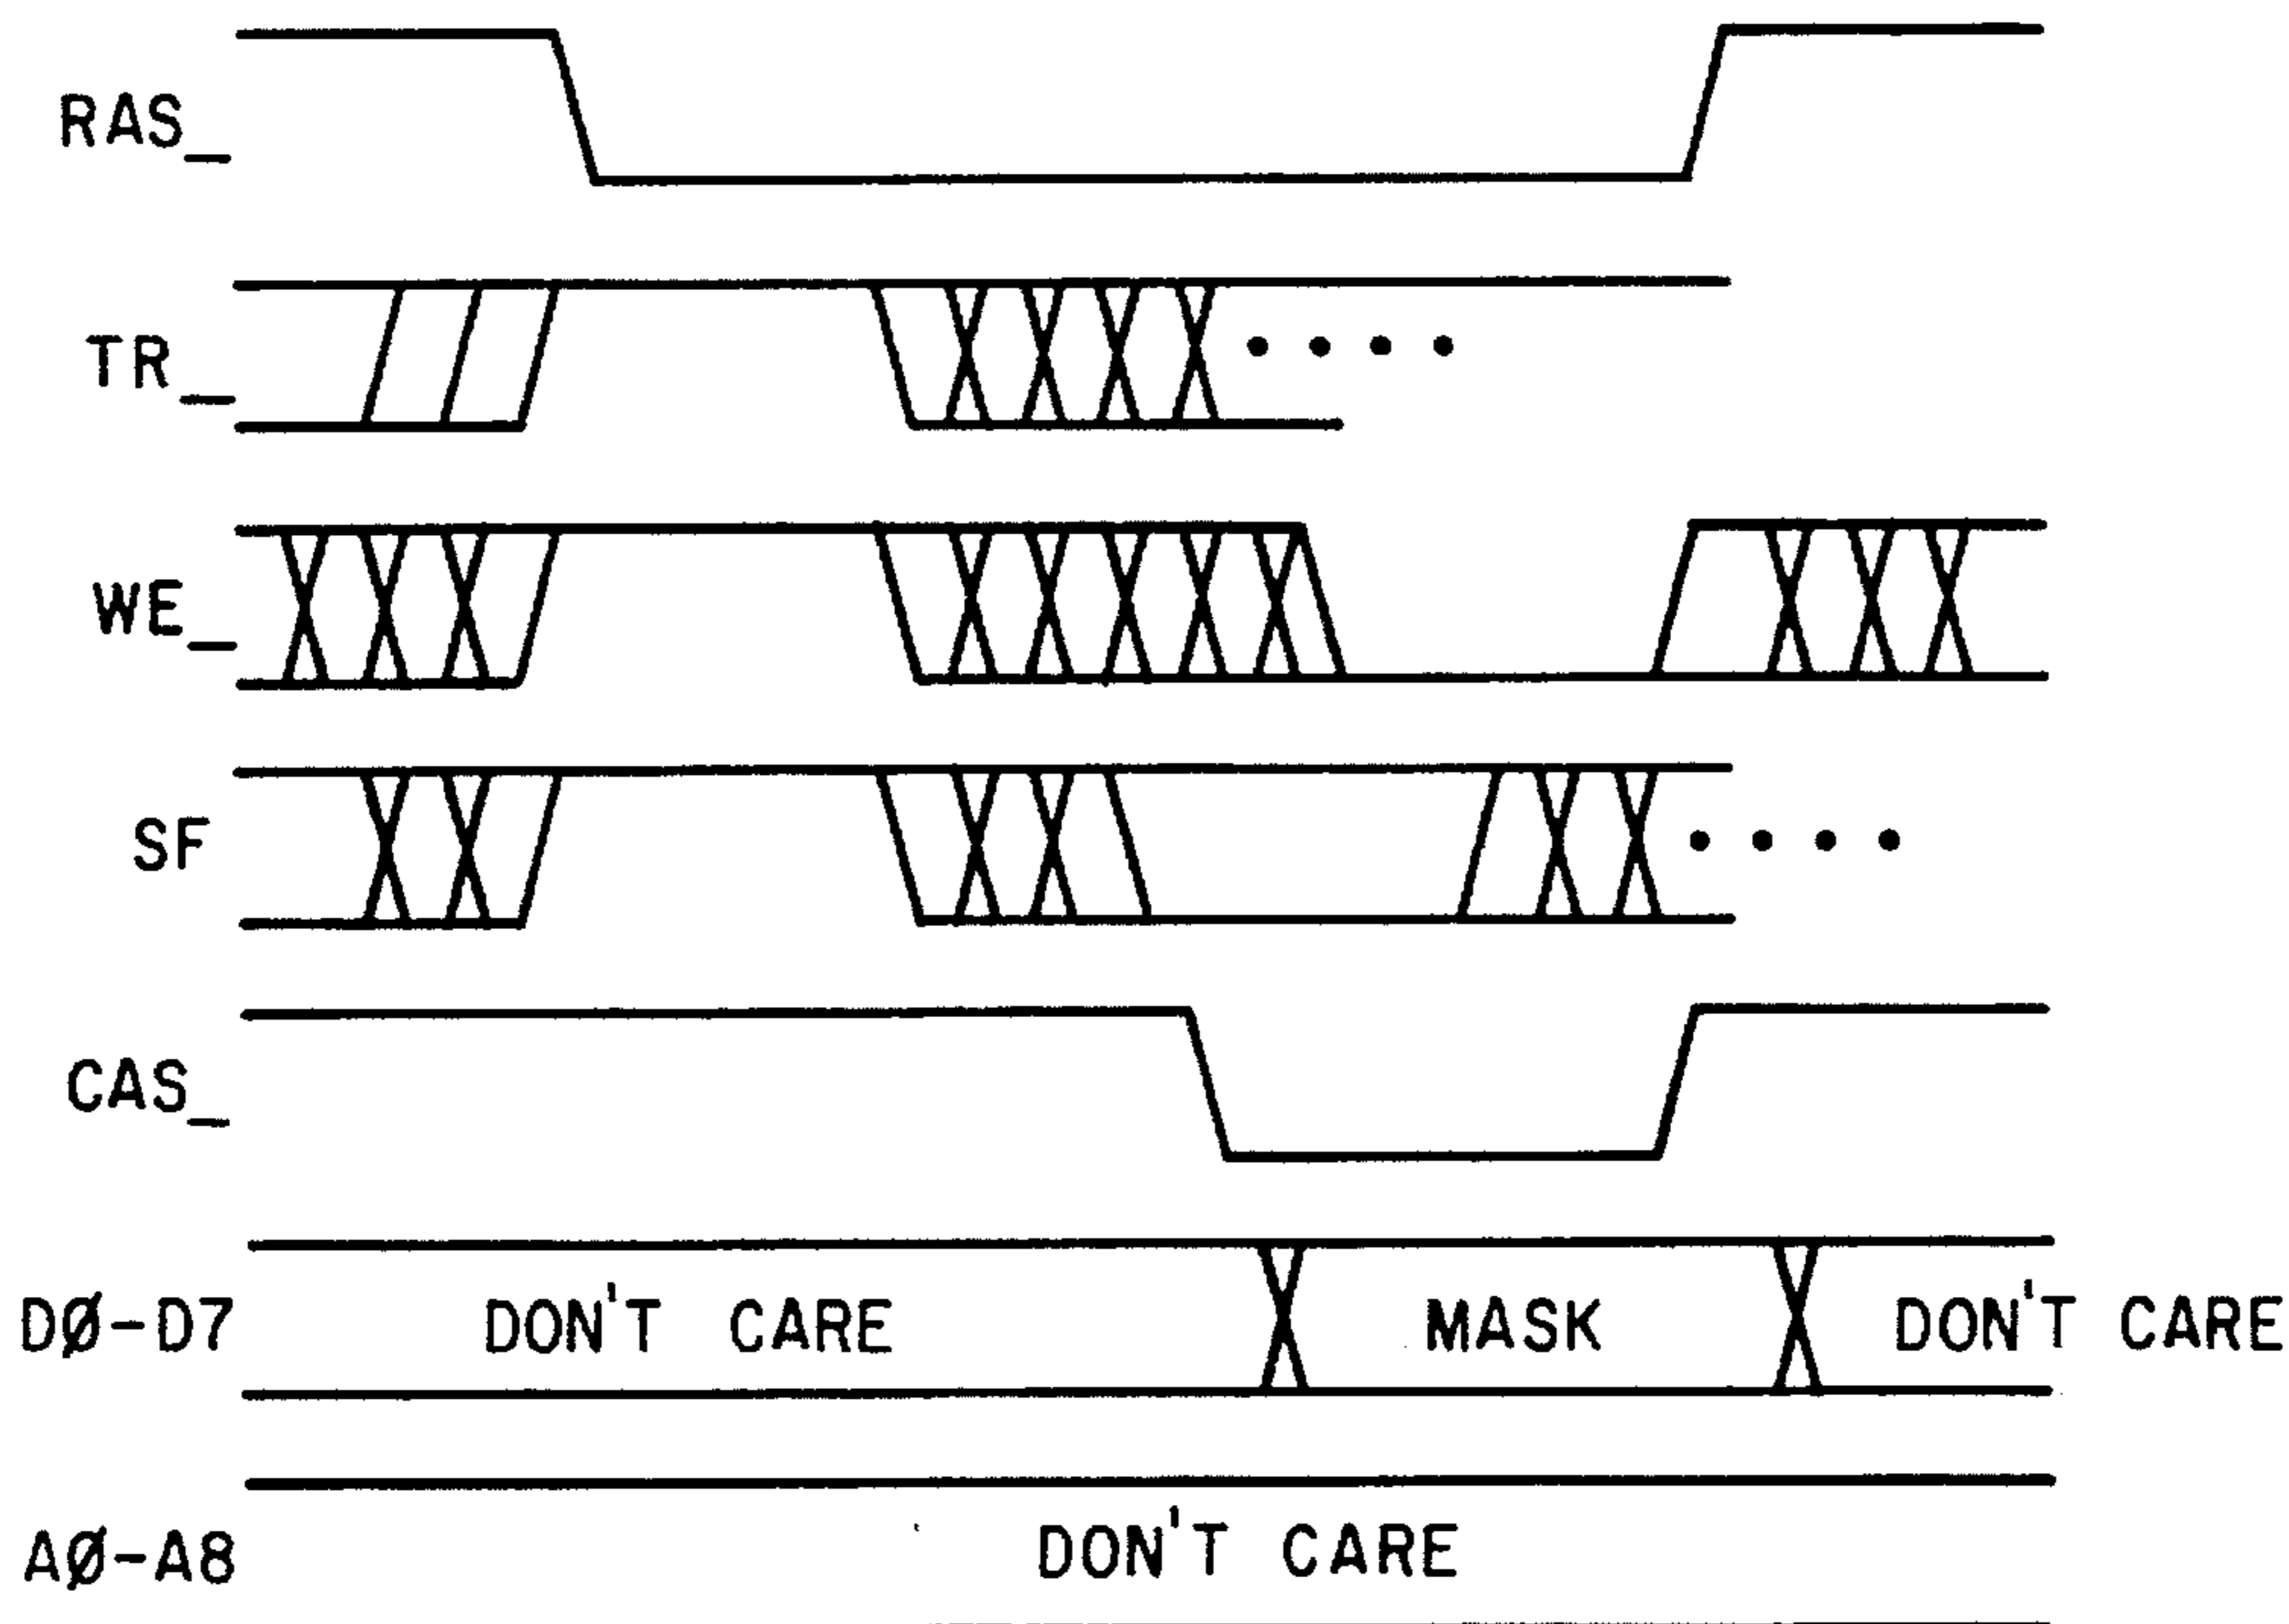 RAS_
TR_
WE_
SF
CAS_
DØ-D7 DON'T CARE MASK DON'T CARE
AØ-A8 DON'T CARE